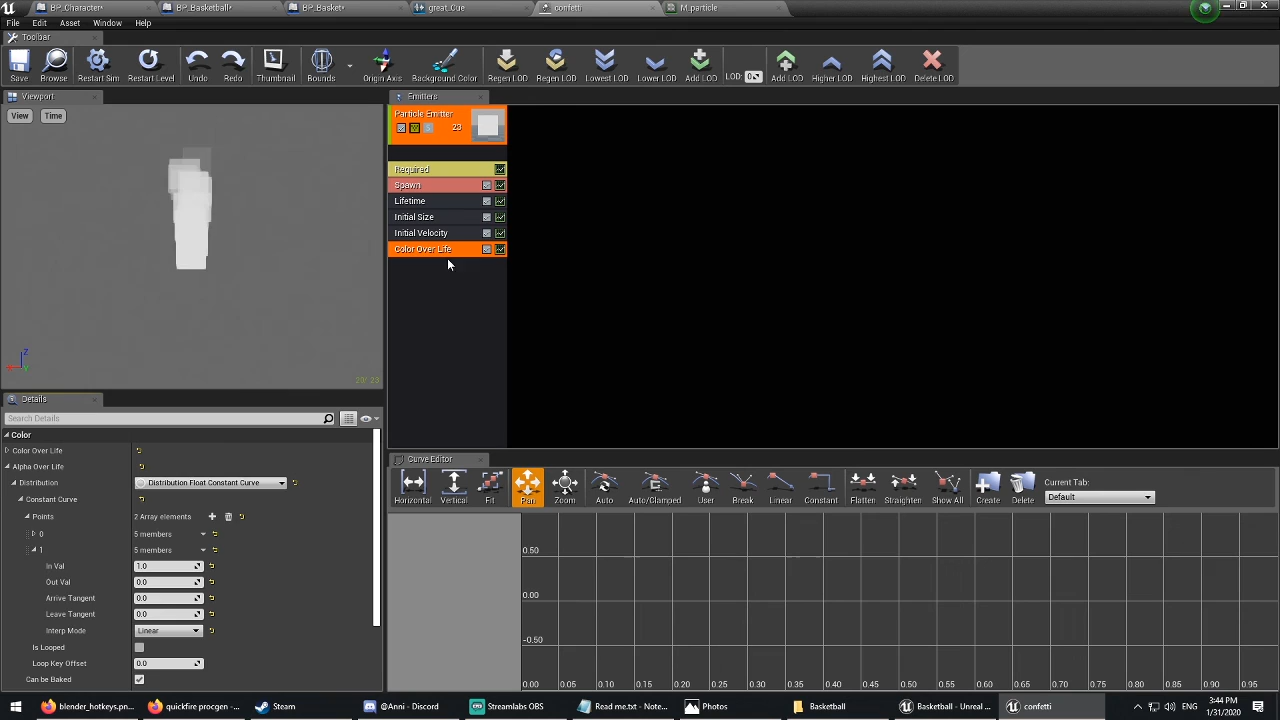 BP_Character*
BP_Basketball*
BP_Basket*
great_Cue
confetti
M.particle
File Edit Asset Window Help
Toolbar
Save
Browse
Restart Sim
Restart Level
Undo
Redo
Thumbnail
Bounds
Origin Axis
Background Color
Regen LOD
Regen LOD
Lowest LOD
Lower LOD
Add LOD
LOD: 0
Add LOD
Higher LOD
Highest LOD
Delete LOD
Viewport
View
Time
Emitters
Particle Emitter
23
Required
Spawn
Lifetime
Initial Size
Initial Velocity
Color Over Life
Details
Search Details
Color
Color Over Life
Alpha Over Life
Distribution
Distribution Float Constant Curve
Constant Curve
Points
2 Array elements
0
5 members
1
5 members
In Val
1.0
Out Val
0.0
Arrive Tangent
0.0
Leave Tangent
0.0
Interp Mode
Linear
Is Looped
Loop Key Offset
0.0
Can be Baked
Curve Editor
Horizontal
Vertical
Fit
Pan
Zoom
Auto
Auto/Clamped
User
Break
Linear
Constant
Flatten
Straighten
Show All
Create
Delete
Current Tab:
Default
0.50
0.00
-0.50
0.00 0.05 0.10 0.15 0.20 0.25 0.30 0.35 0.40 0.45 0.50 0.55 0.60 0.65 0.70 0.75 0.80 0.85 0.90 0.95
blender_hotkeys.pn...
quickfire procgen - ...
Steam
@Anni - Discord
Streamlabs OBS
Read me.txt - Note...
Photos
Basketball
Basketball - Unreal ...
confetti
ENG
3:44 PM
1/31/2020